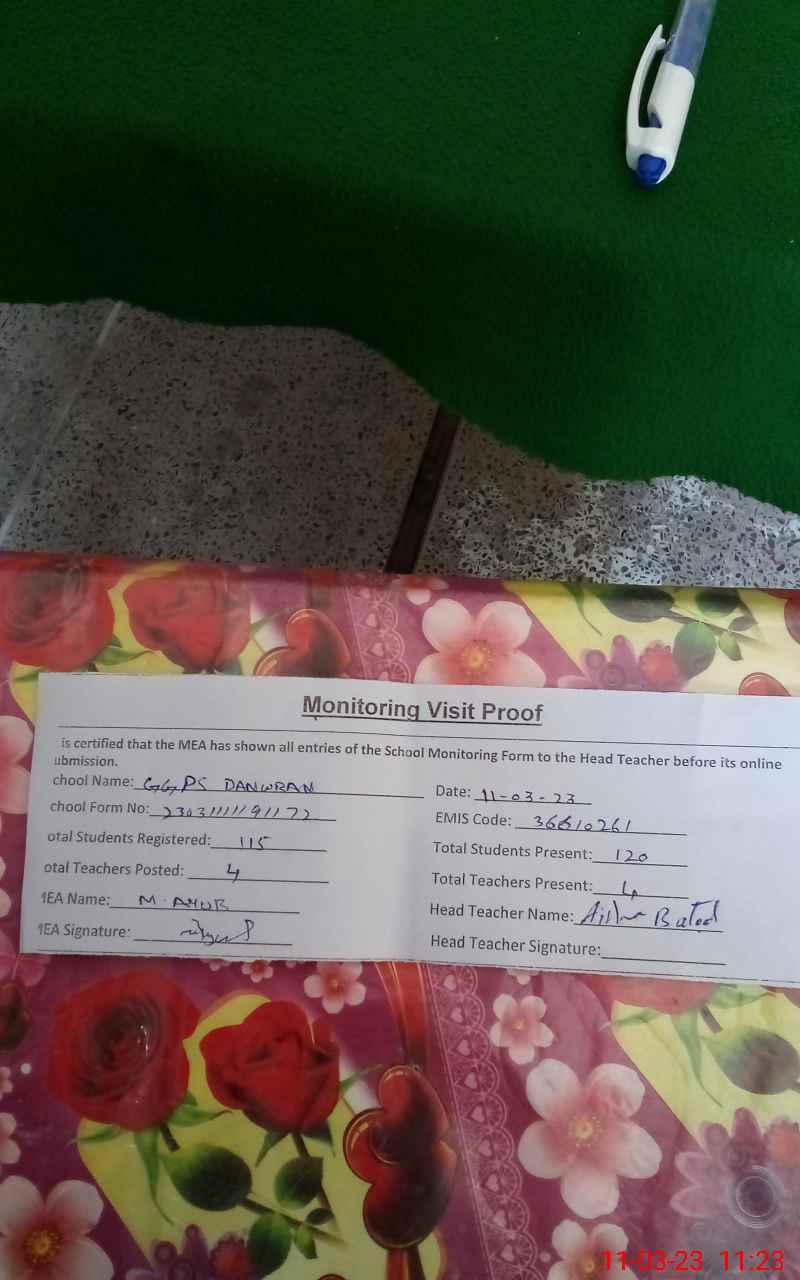 Monitoring Visit Proof
is certified that the MEA has shown all entries of the School Monitoring Form to the Head Teacher before its online
ubmission.
chool Name: GGPS DANWRAN
Date: 11-03-23
chool Form No:
EMIS Code: 36610261
otal Students Registered: 115
Total Students Present: 120
otal Teachers Posted: 4
Total Teachers Present: 4
MEA Name: M. AYUB
Head Teacher Name:
MEA Signature:
Head Teacher Signature:
11-03-23 11:23